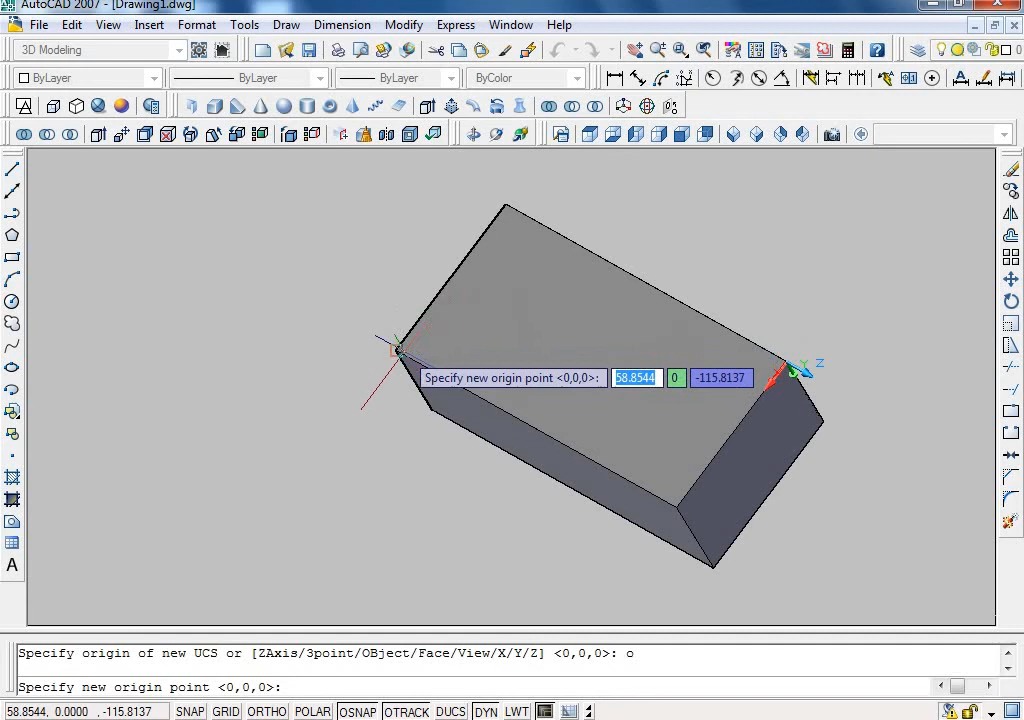 AutoCAD 2007 - [Drawing1.dwg]
File Edit View Insert Format Tools Draw Dimension Modify Express Window Help
3D Modeling
ByLayer ByLayer ByLayer ByColor
Z
Y
Specify new origin point <0,0,0>: 58.8544 0 -115.8137
Specify origin of new UCS or [ZAxis/3point/OBject/Face/View/X/Y/Z] <0,0,0>: o
Specify new origin point <0,0,0>:
58.8544, 0.0000 , -115.8137 SNAP GRID ORTHO POLAR OSNAP OTRACK DUCS DYN LWT